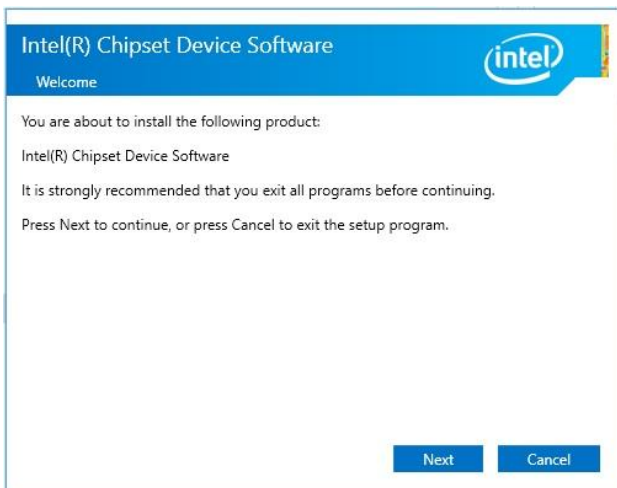 Intel(R) Chipset Device Software
intel
Welcome
You are about to install the following product:
Intel(R) Chipset Device Software
It is strongly recommended that you exit all programs before continuing.
Press Next to continue, or press Cancel to exit the setup program.
Next Cancel